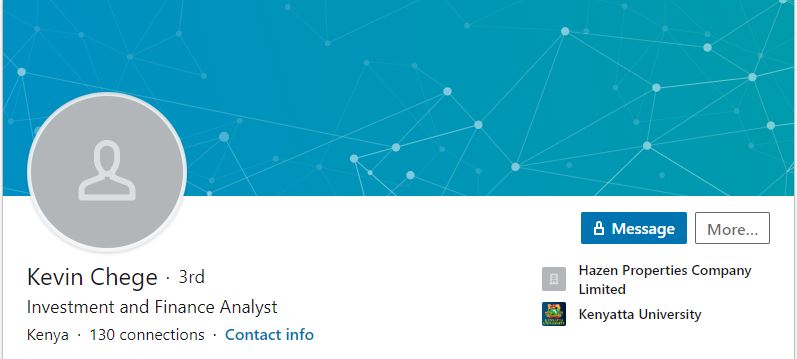 Message
More...
Kevin Chege · 3rd
Investment and Finance Analyst
Kenya · 130 connections · Contact info
Hazen Properties Company
Limited
Kenyatta University